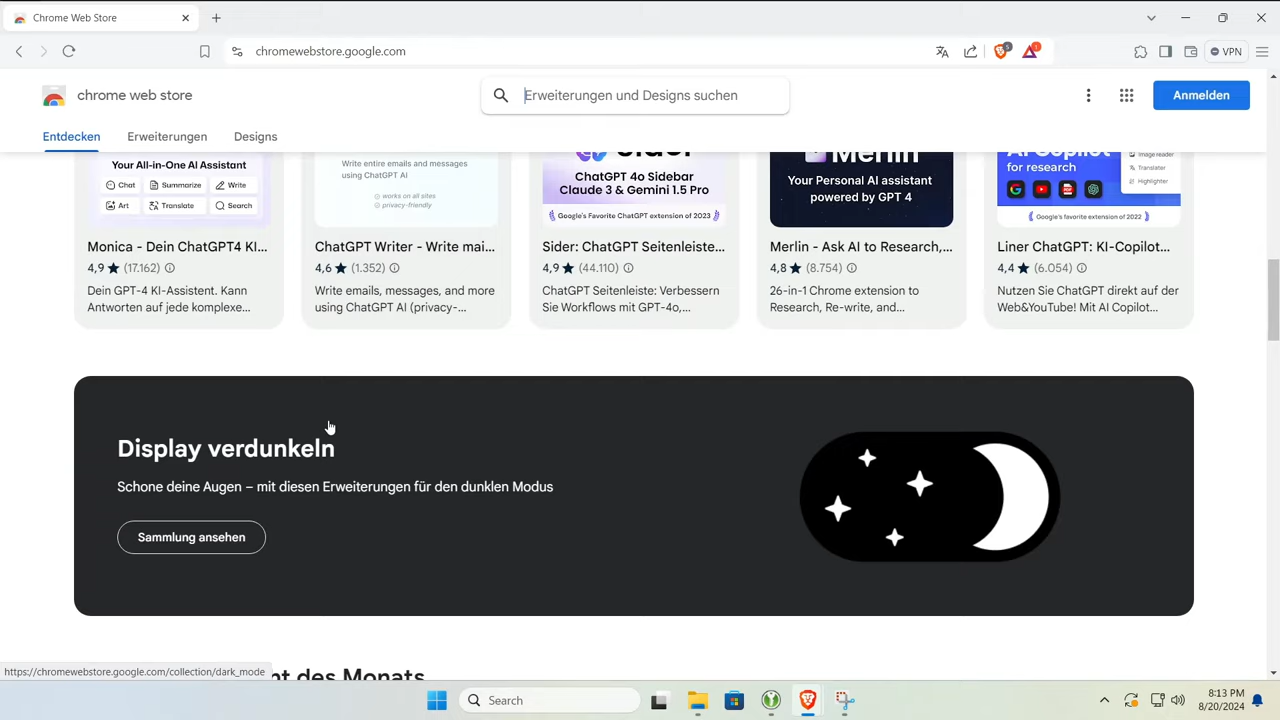 Chrome Web Store
chromewebstore.google.com
5
1
VPN
chrome web store
Erweiterungen und Designs suchen
Anmelden
Entdecken
Erweiterungen
Designs
Your All-in-One AI Assistant
Chat
Summarize
Write
Art
Translate
Search
Monica - Dein ChatGPT4 KI...
4,9 ★ (17.162)
Dein GPT-4 KI-Assistent. Kann
Antworten auf jede komplexe...
Write entire emails and messages
using ChatGPT AI
works on all sites
privacy-friendly
ChatGPT Writer - Write mai...
4,6 ★ (1.352)
Write emails, messages, and more
using ChatGPT AI (privacy-...
Sider
ChatGPT 4o Sidebar
Claude 3 & Gemini 1.5 Pro
Google's Favorite ChatGPT extension of 2023
Sider: ChatGPT Seitenleiste...
4,9 ★ (44.110)
ChatGPT Seitenleiste: Verbessern
Sie Workflows mit GPT-4o,...
Merlin
Your Personal AI assistant
powered by GPT 4
Merlin - Ask AI to Research,...
4,8 ★ (8.754)
26-in-1 Chrome extension to
Research, Re-write, and...
AI Copilot
for research
Image reader
Translater
Highlighter
Google's favorite extension of 2022
Liner ChatGPT: KI-Copilot...
4,4 ★ (6.054)
Nutzen Sie ChatGPT direkt auf der
Web&YouTube! Mit AI Copilot...
Display verdunkeln
Schone deine Augen – mit diesen Erweiterungen für den dunklen Modus
Sammlung ansehen
https://chromewebstore.google.com/collection/dark_mode
des Monats
Search
8:13 PM
8/20/2024